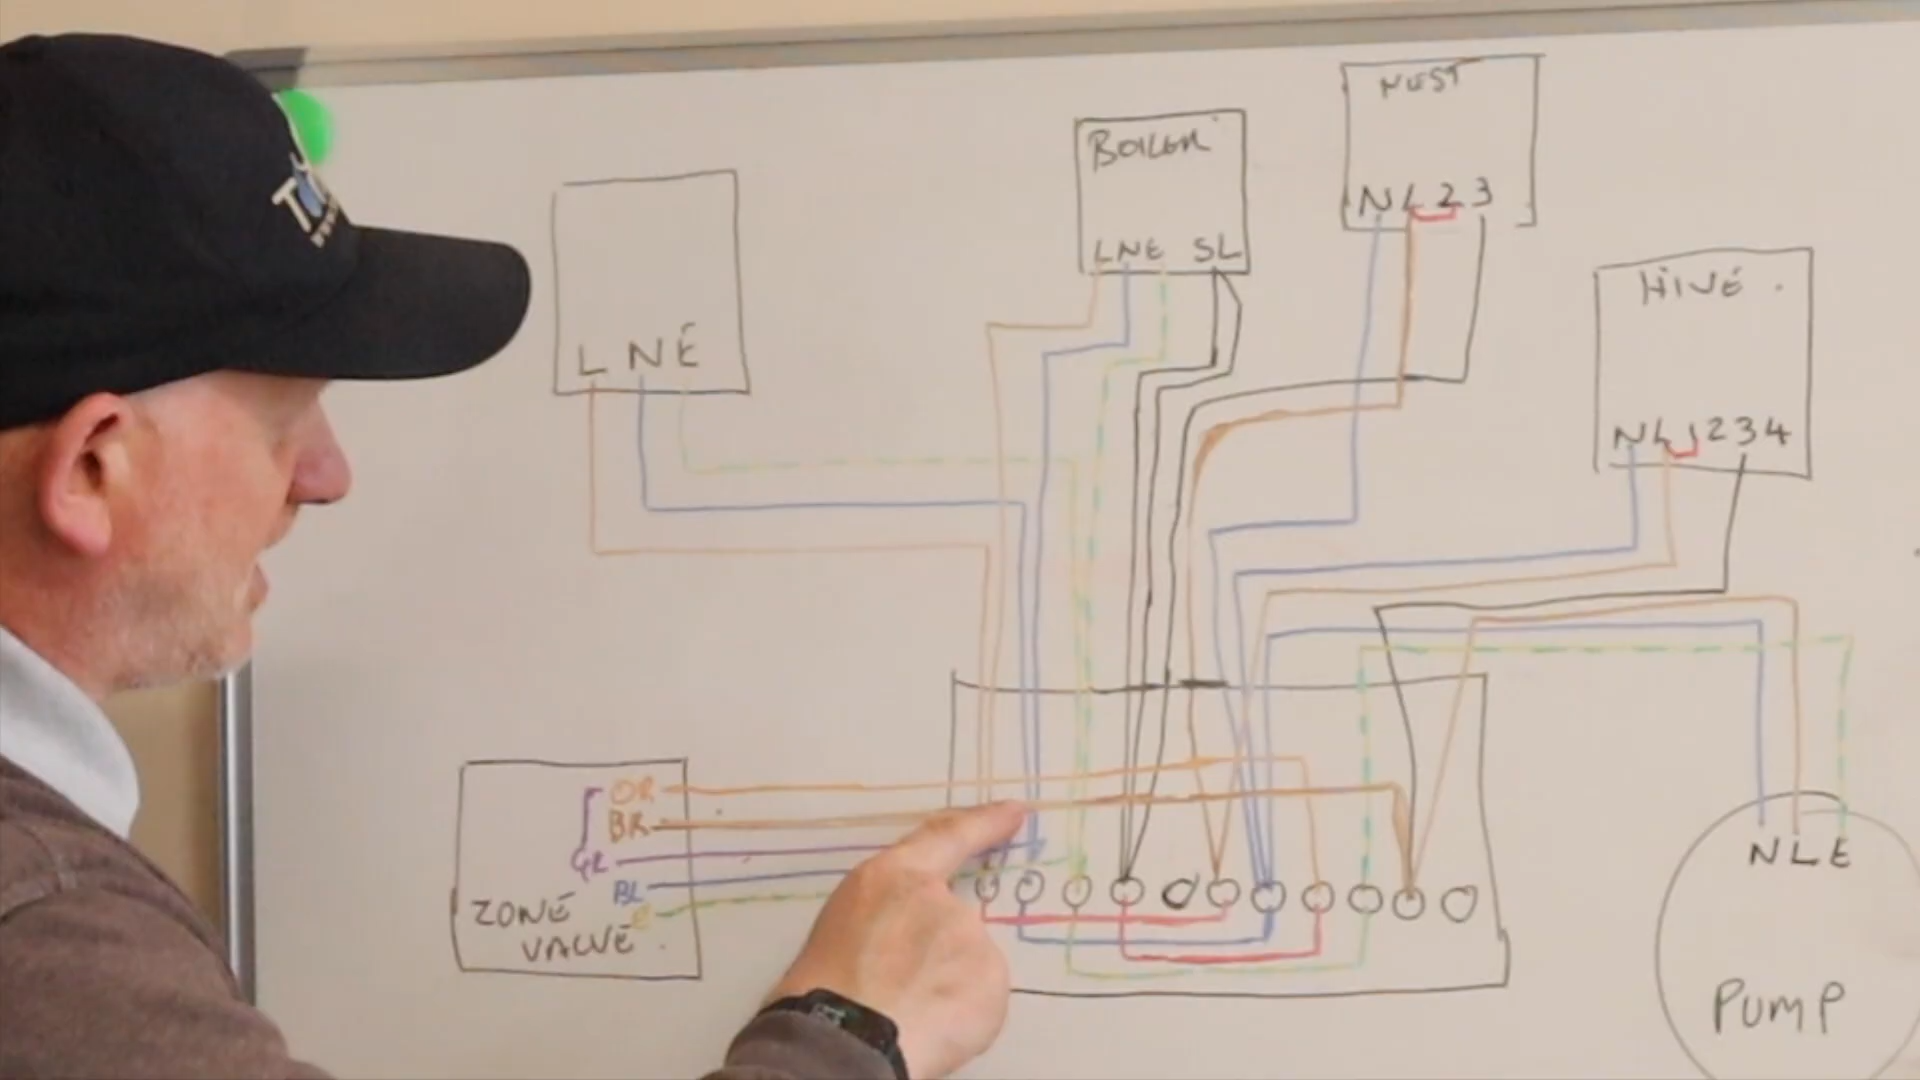 NEST
BOILER
N L 2 3
L N E SL
HIVE
L N E
N L 1 2 3 4
OR
BR
GR
BL
E
ZONE
VALVE
N L E
PUMP